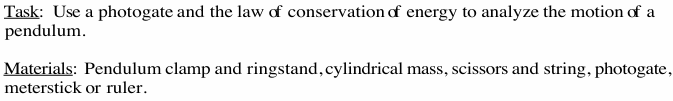 Task: Use a photogate and the law of conservation of energy to analyze the motion of a
pendulum.
Materials: Pendulum clamp and ringstand, cylindrical mass, scissors and string, photogate,
meterstick or ruler.